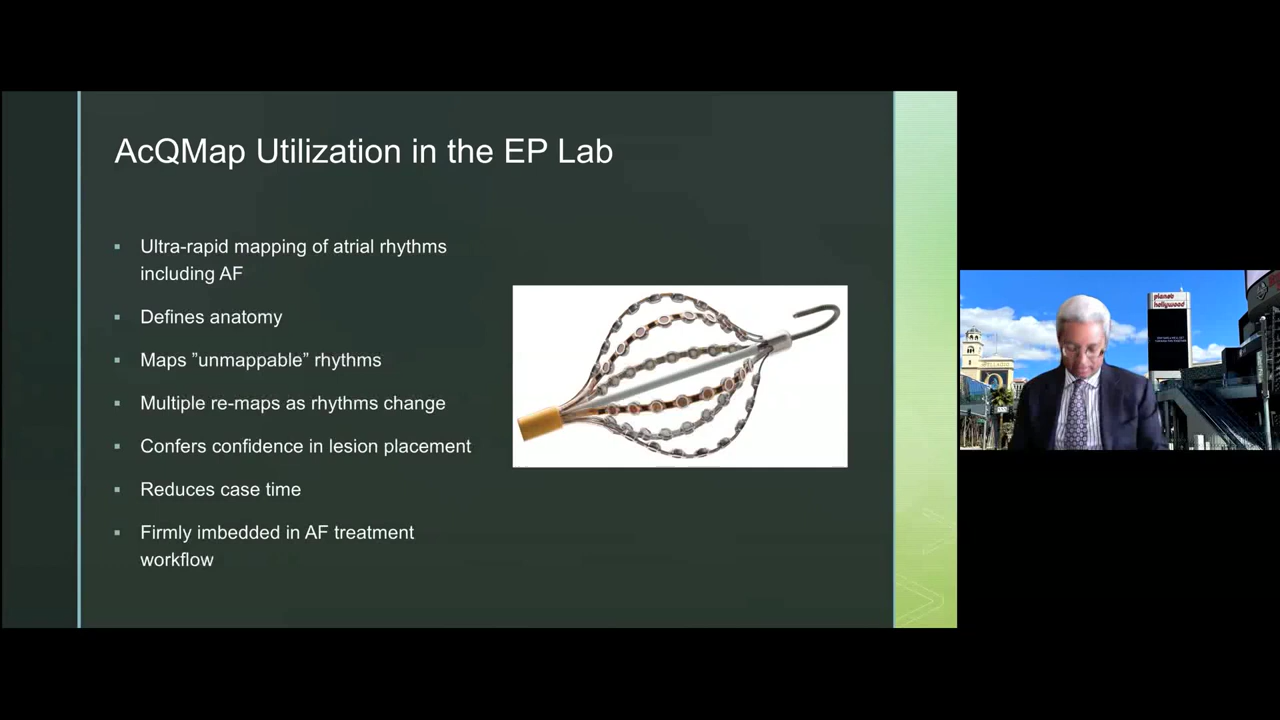 AcQMap Utilization in the EP Lab
▪ Ultra-rapid mapping of atrial rhythms
including AF
▪ Defines anatomy
▪ Maps ”unmappable” rhythms
▪ Multiple re-maps as rhythms change
▪ Confers confidence in lesion placement
▪ Reduces case time
▪ Firmly imbedded in AF treatment
workflow
planet
hollywood